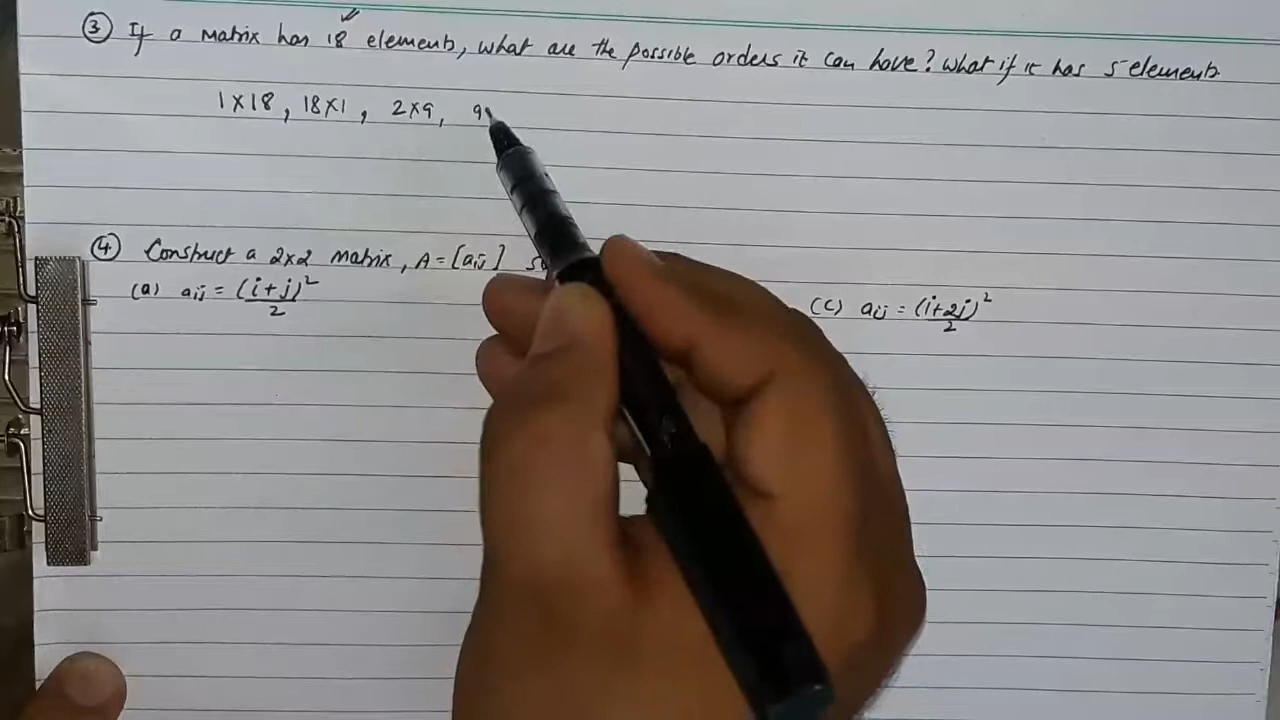 ③ If a matrix has 18 elements, what are the possible orders it can have? What if it has 5 elements
1×18, 18×1, 2×9, 9
④ Construct a 2×2 matrix, A = [aij]
(a) aij = (i+j)²/2
(c) aij = (i+2j)²/2